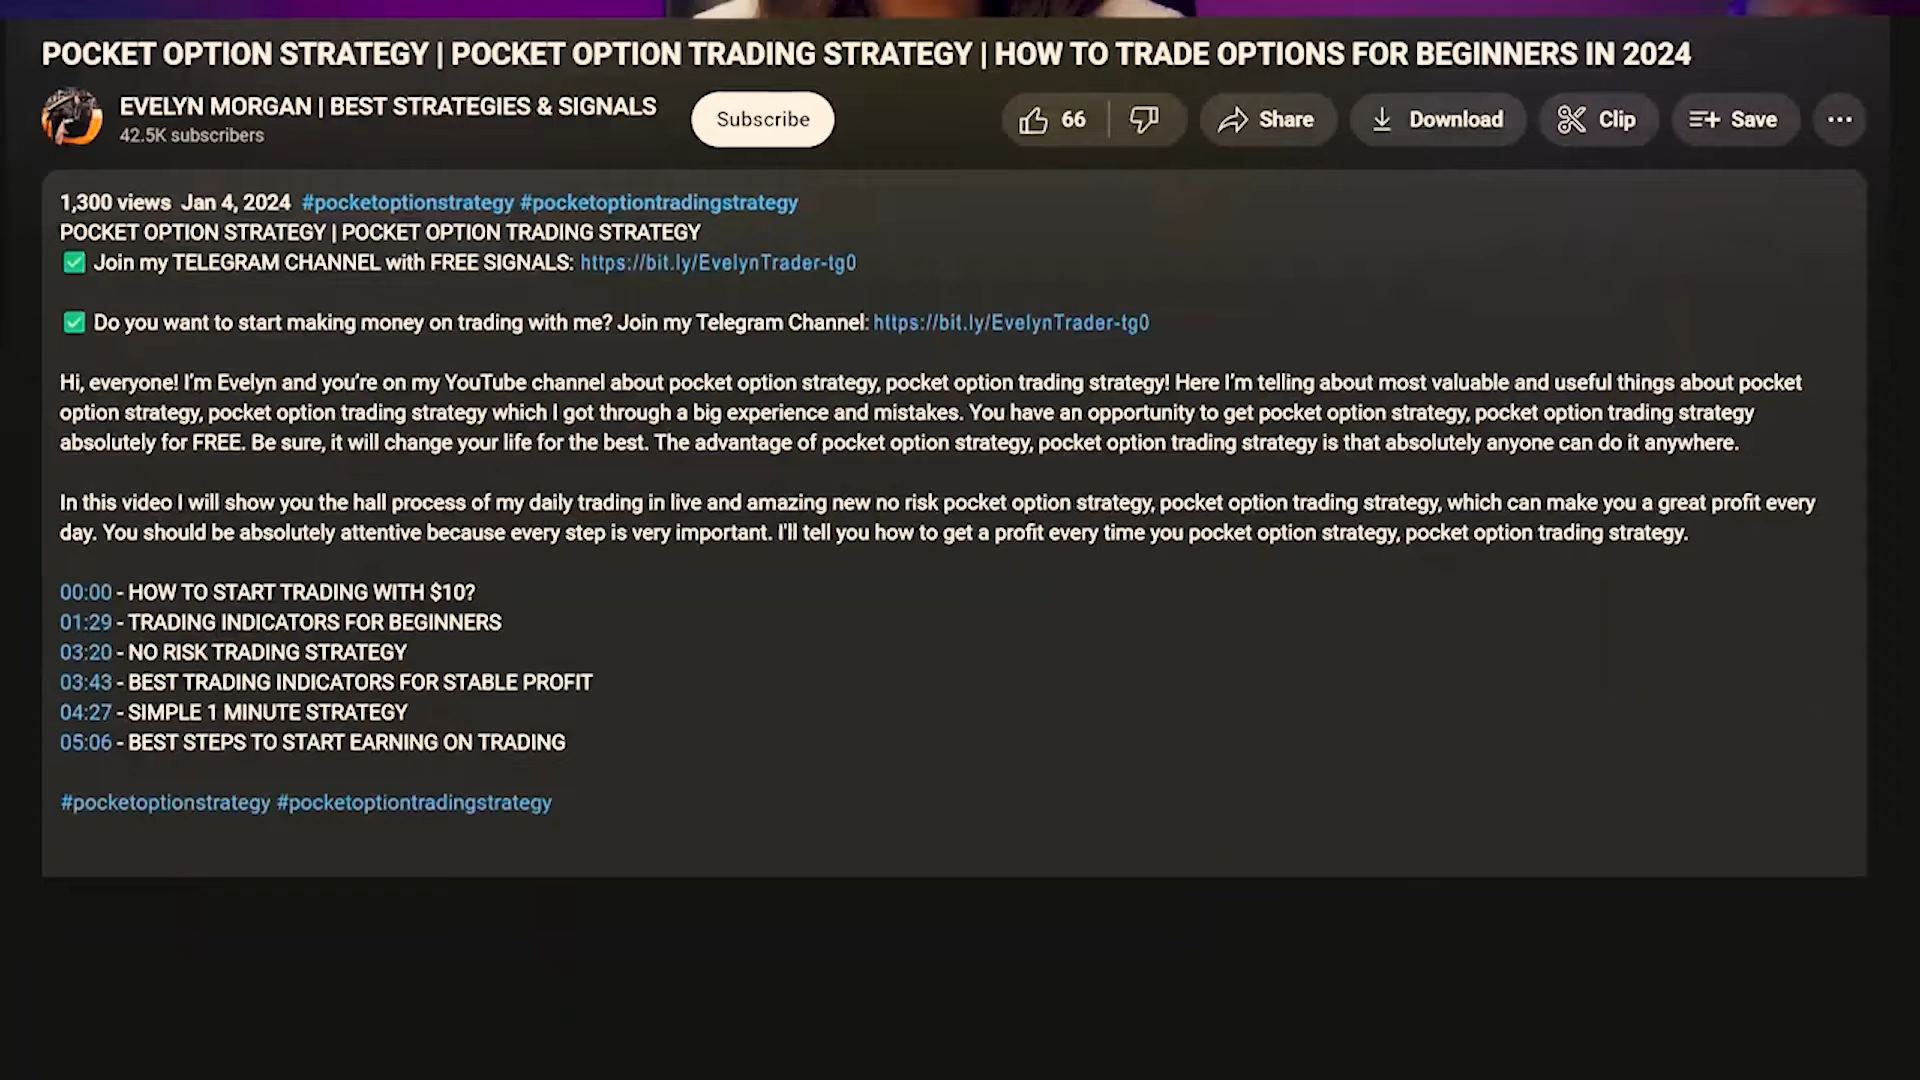 POCKET OPTION STRATEGY | POCKET OPTION TRADING STRATEGY | HOW TO TRADE OPTIONS FOR BEGINNERS IN 2024
EVELYN MORGAN | BEST STRATEGIES & SIGNALS
42.5K subscribers
Subscribe
66
Share
Download
Clip
Save
1,300 views Jan 4, 2024 #pocketoptionstrategy #pocketoptiontradingstrategy
POCKET OPTION STRATEGY | POCKET OPTION TRADING STRATEGY
✅ Join my TELEGRAM CHANNEL with FREE SIGNALS: https://bit.ly/EvelynTrader-tg0
✅ Do you want to start making money on trading with me? Join my Telegram Channel: https://bit.ly/EvelynTrader-tg0
Hi, everyone! I'm Evelyn and you're on my YouTube channel about pocket option strategy, pocket option trading strategy! Here I'm telling about most valuable and useful things about pocket
option strategy, pocket option trading strategy which I got through a big experience and mistakes. You have an opportunity to get pocket option strategy, pocket option trading strategy
absolutely for FREE. Be sure, it will change your life for the best. The advantage of pocket option strategy, pocket option trading strategy is that absolutely anyone can do it anywhere.
In this video I will show you the hall process of my daily trading in live and amazing new no risk pocket option strategy, pocket option trading strategy, which can make you a great profit every
day. You should be absolutely attentive because every step is very important. I'll tell you how to get a profit every time you pocket option strategy, pocket option trading strategy.
00:00 - HOW TO START TRADING WITH $10?
01:29 - TRADING INDICATORS FOR BEGINNERS
03:20 - NO RISK TRADING STRATEGY
03:43 - BEST TRADING INDICATORS FOR STABLE PROFIT
04:27 - SIMPLE 1 MINUTE STRATEGY
05:06 - BEST STEPS TO START EARNING ON TRADING
#pocketoptionstrategy #pocketoptiontradingstrategy